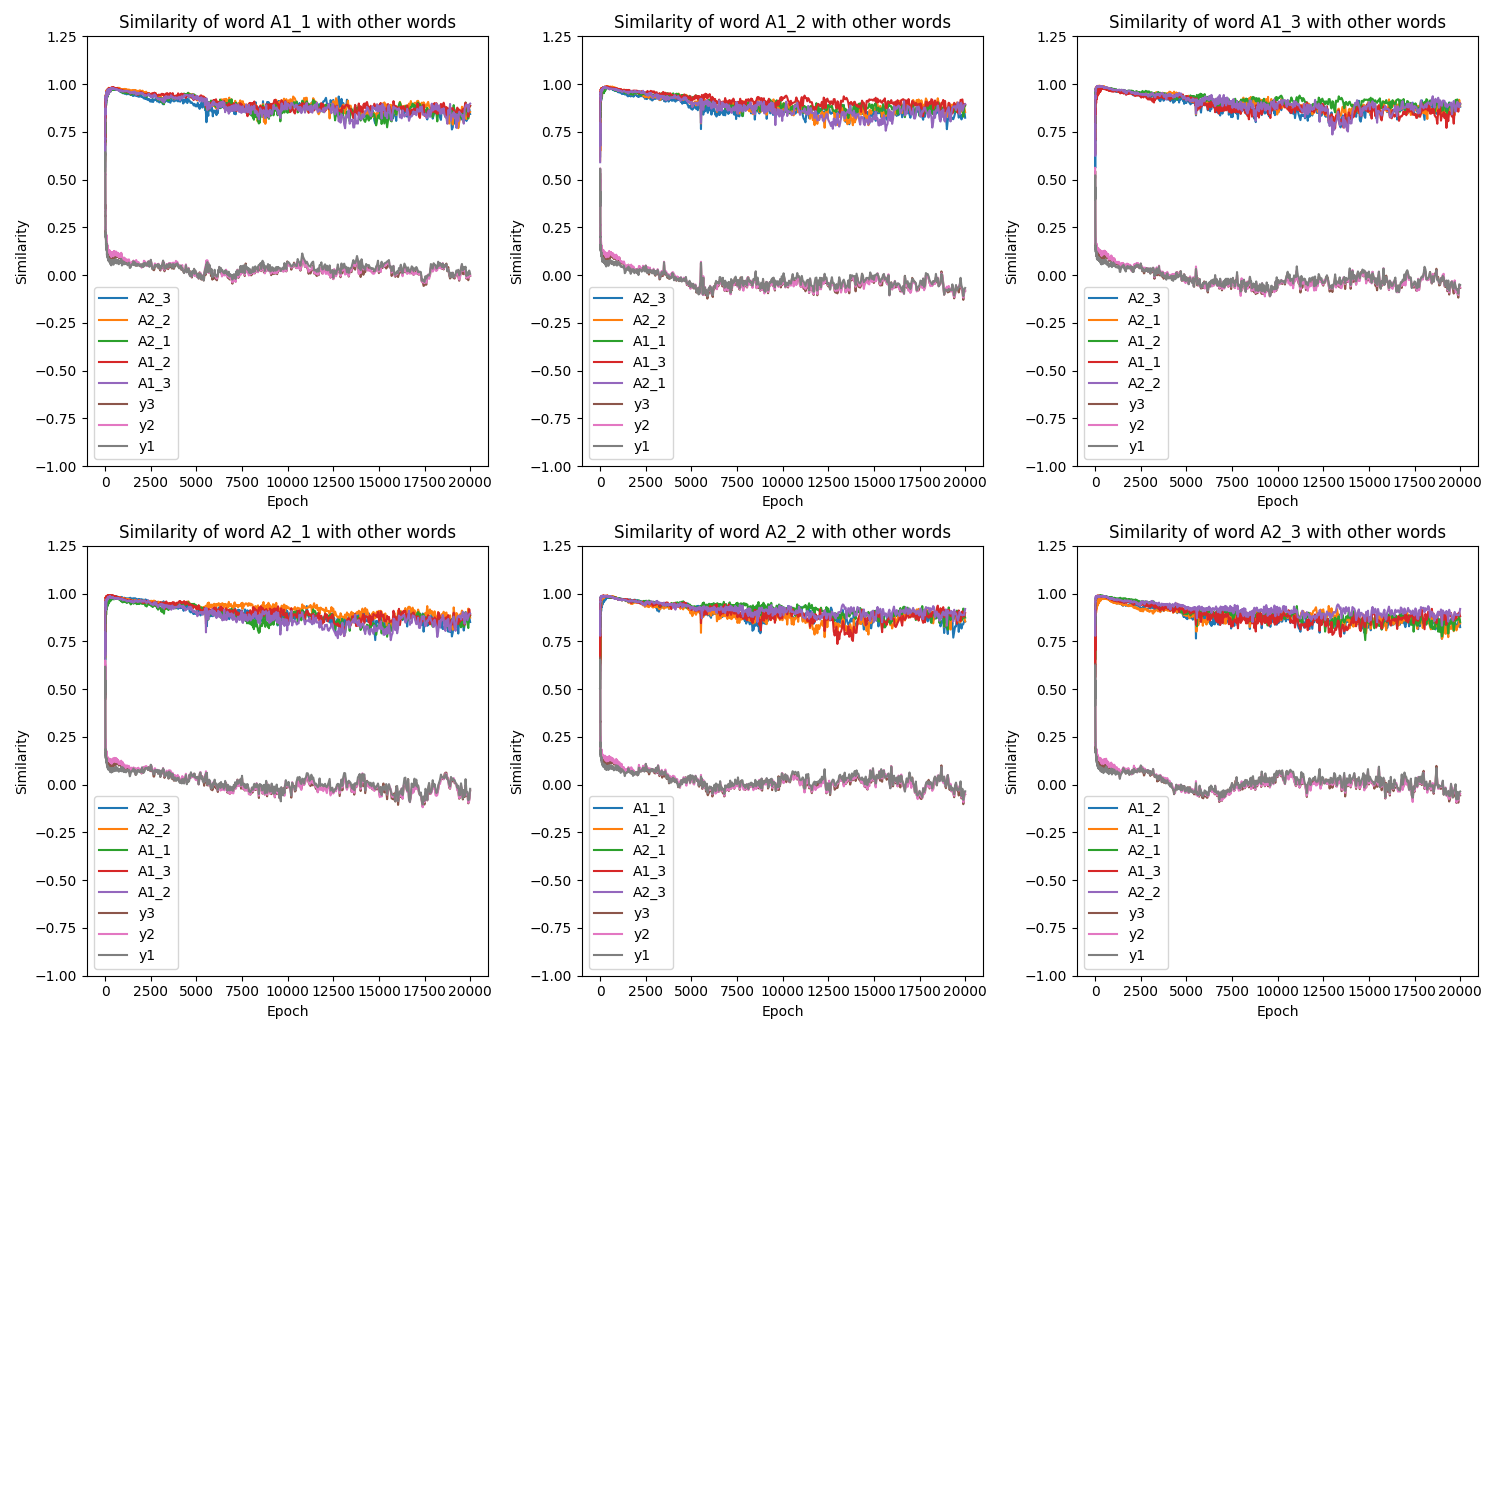 Similarity of word A1_1 with other words
1.25
1.00
0.75
0.50
0.25
0.00
−0.25
−0.50
−0.75
−1.00
Similarity
A2_3
A2_2
A2_1
A1_2
A1_3
y3
y2
y1
0 2500 5000 7500 10000 12500 15000 17500 20000
Epoch
Similarity of word A1_2 with other words
1.25
1.00
0.75
0.50
0.25
0.00
−0.25
−0.50
−0.75
−1.00
Similarity
A2_3
A2_2
A1_1
A1_3
A2_1
y3
y2
y1
0 2500 5000 7500 10000 12500 15000 17500 20000
Epoch
Similarity of word A1_3 with other words
1.25
1.00
0.75
0.50
0.25
0.00
−0.25
−0.50
−0.75
−1.00
Similarity
A2_3
A2_1
A1_2
A1_1
A2_2
y3
y2
y1
0 2500 5000 7500 10000 12500 15000 17500 20000
Epoch
Similarity of word A2_1 with other words
1.25
1.00
0.75
0.50
0.25
0.00
−0.25
−0.50
−0.75
−1.00
Similarity
A2_3
A2_2
A1_1
A1_3
A1_2
y3
y2
y1
0 2500 5000 7500 10000 12500 15000 17500 20000
Epoch
Similarity of word A2_2 with other words
1.25
1.00
0.75
0.50
0.25
0.00
−0.25
−0.50
−0.75
−1.00
Similarity
A1_1
A1_2
A2_1
A1_3
A2_3
y3
y2
y1
0 2500 5000 7500 10000 12500 15000 17500 20000
Epoch
Similarity of word A2_3 with other words
1.25
1.00
0.75
0.50
0.25
0.00
−0.25
−0.50
−0.75
−1.00
Similarity
A1_2
A1_1
A2_1
A1_3
A2_2
y3
y2
y1
0 2500 5000 7500 10000 12500 15000 17500 20000
Epoch